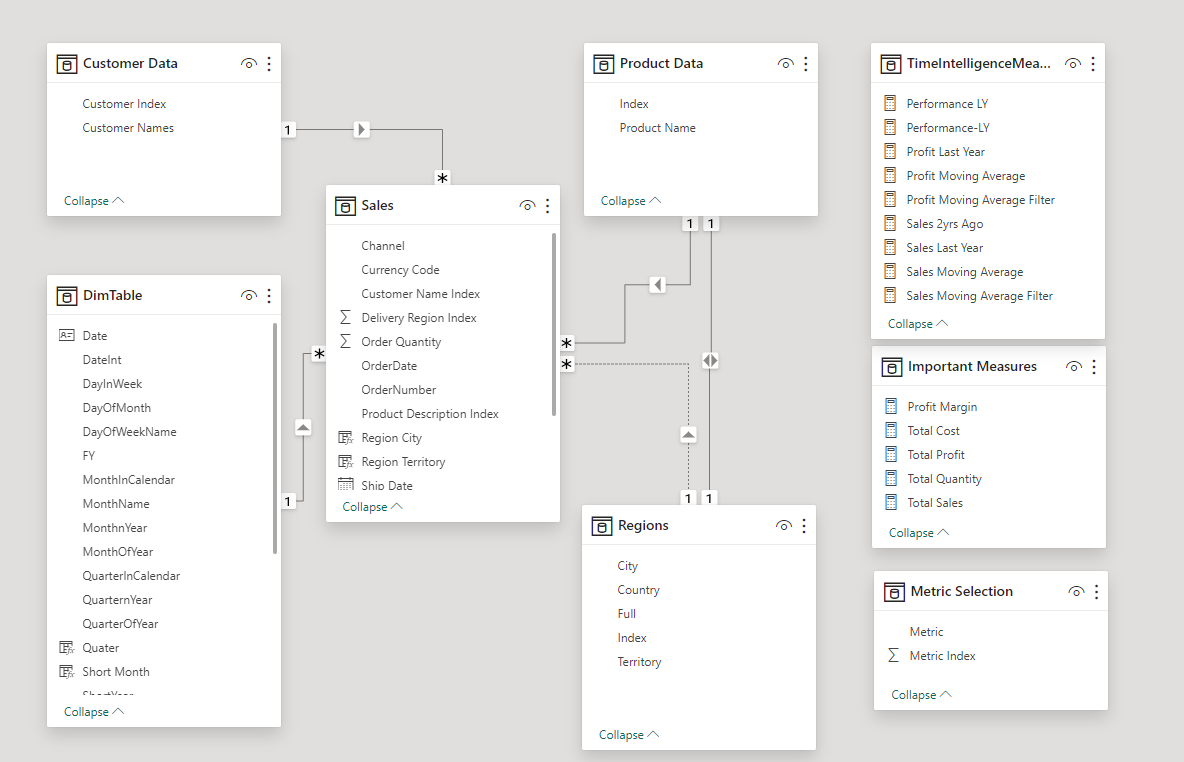 Customer Data
Customer Index
Customer Names
Collapse
1
*
DimTable
Date
DateInt
DayInWeek
DayOfMonth
DayOfWeekName
FY
MonthInCalendar
MonthName
MonthnYear
MonthOfYear
QuarterInCalendar
QuarternYear
QuarterOfYear
Quater
Short Month
ShortYear
Collapse
1
*
Sales
Channel
Currency Code
Customer Name Index
Delivery Region Index
Order Quantity
OrderDate
OrderNumber
Product Description Index
Region City
Region Territory
Ship Date
Collapse
*
*
Product Data
Index
Product Name
Collapse
1
1
1
1
Regions
City
Country
Full
Index
Territory
Collapse
TimeIntelligenceMea...
Performance LY
Performance-LY
Profit Last Year
Profit Moving Average
Profit Moving Average Filter
Sales 2yrs Ago
Sales Last Year
Sales Moving Average
Sales Moving Average Filter
Collapse
Important Measures
Profit Margin
Total Cost
Total Profit
Total Quantity
Total Sales
Collapse
Metric Selection
Metric
Metric Index
Collapse